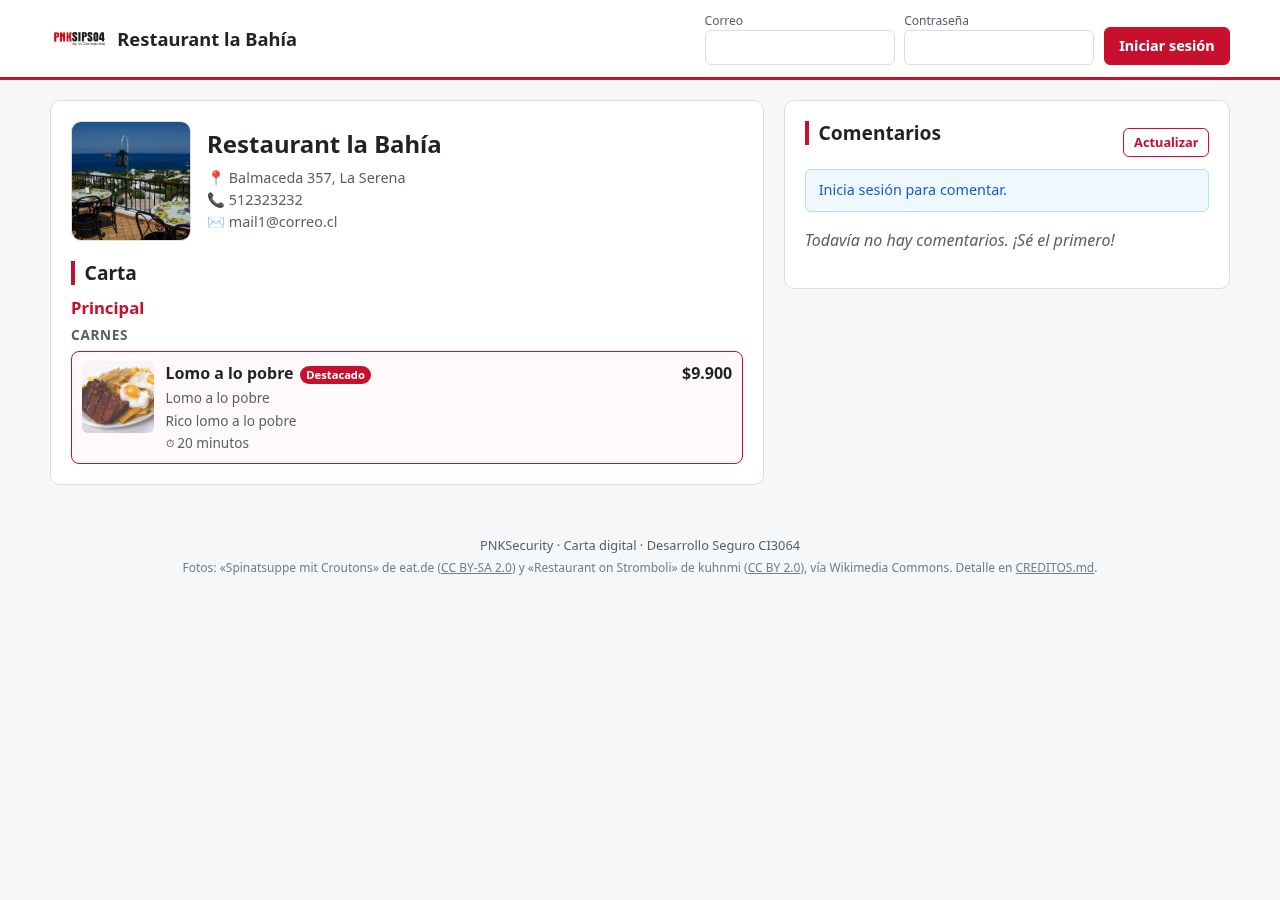 PNKSIPS04
Restaurant la Bahía
Correo
Contraseña
Iniciar sesión
Restaurant la Bahía
📍 Balmaceda 357, La Serena
📞 512323232
✉️ mail1@correo.cl
Carta
Principal
CARNES
Lomo a lo pobre Destacado $9.900
Lomo a lo pobre
Rico lomo a lo pobre
⏱ 20 minutos
Comentarios
Actualizar
Inicia sesión para comentar.
Todavía no hay comentarios. ¡Sé el primero!
PNKSecurity · Carta digital · Desarrollo Seguro CI3064
Fotos: «Spinatsuppe mit Croutons» de eat.de (CC BY-SA 2.0) y «Restaurant on Stromboli» de kuhnmi (CC BY 2.0), vía Wikimedia Commons. Detalle en CREDITOS.md.